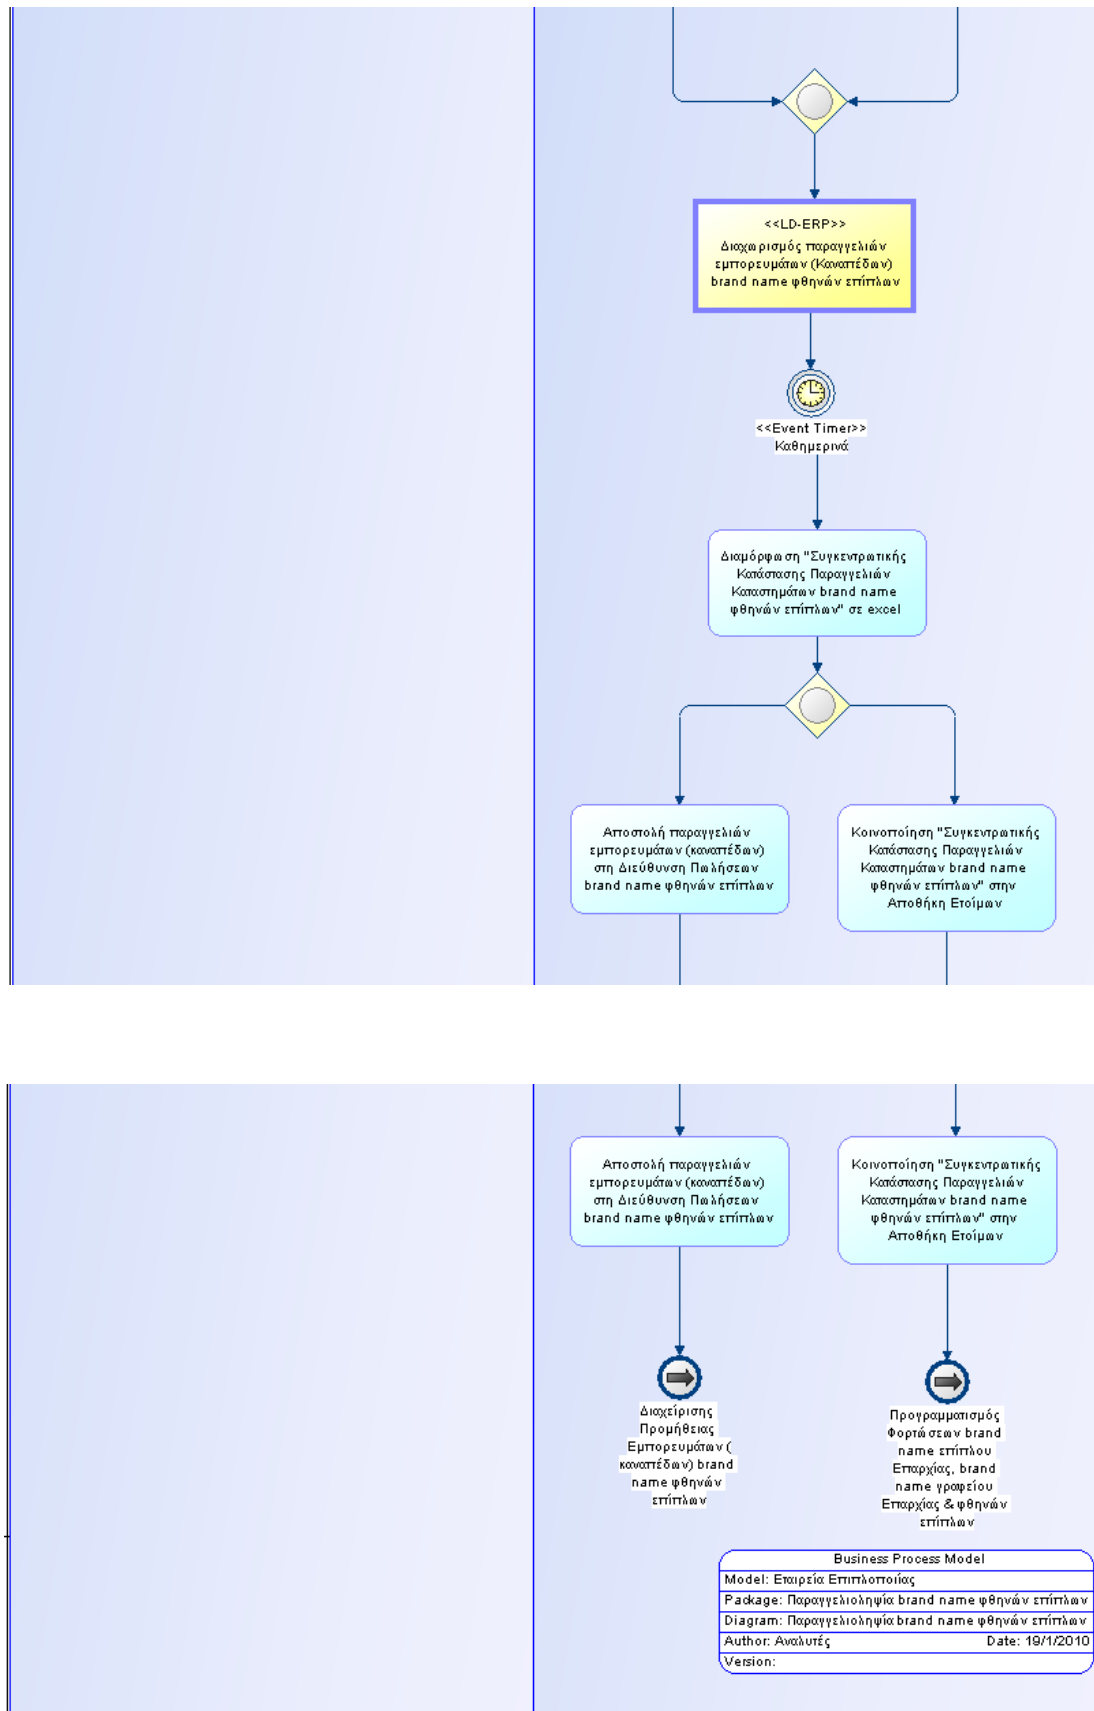 <<LD-ERP>>
Διαχωρισμός παραγγελιών
εμπορευμάτων (Καναπέδων)
brand name φθηνών επίπλων
<<Event Timer>>
Καθημερινά
Διαμόρφωση "Συγκεντρωτικής
Κατάστασης Παραγγελιών
Καταστημάτων brand name
φθηνών επίπλων" σε excel
Αποστολή παραγγελιών
εμπορευμάτων (καναπέδων)
στη Διεύθυνση Πωλήσεων
brand name φθηνών επίπλων
Κοινοποίηση "Συγκεντρωτικής
Κατάστασης Παραγγελιών
Καταστημάτων brand name
φθηνών επίπλων" στην
Αποθήκη Ετοίμων
Αποστολή παραγγελιών
εμπορευμάτων (καναπέδων)
στη Διεύθυνση Πωλήσεων
brand name φθηνών επίπλων
Κοινοποίηση "Συγκεντρωτικής
Κατάστασης Παραγγελιών
Καταστημάτων brand name
φθηνών επίπλων" στην
Αποθήκη Ετοίμων
Διαχείρισης
Προμήθειας
Εμπορευμάτων (
καναπέδων) brand
name φθηνών
επίπλων
Προγραμματισμός
Φορτώσεων brand
name επίπλου
Επαρχίας, brand
name γραφείου
Επαρχίας & φθηνών
επίπλων
Business Process Model
Model: Εταιρεία Επιπλοποιίας
Package: Παραγγελιοληψία brand name φθηνών επίπλων
Diagram: Παραγγελιοληψία brand name φθηνών επίπλων
Author: Αναλυτές Date: 19/1/2010
Version: